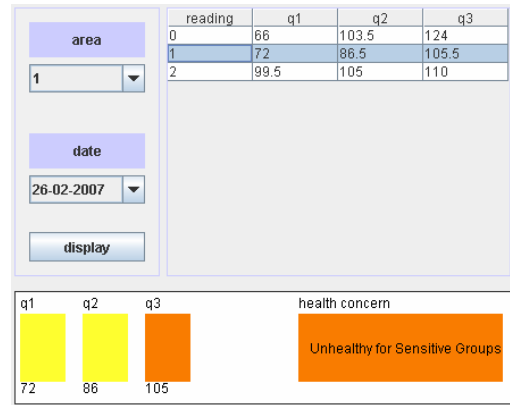 area
1
date
26-02-2007
display
reading q1 q2 q3
0 66 103.5 124
1 72 86.5 105.5
2 99.5 105 110
q1 q2 q3 health concern
Unhealthy for Sensitive Groups
72 86 105